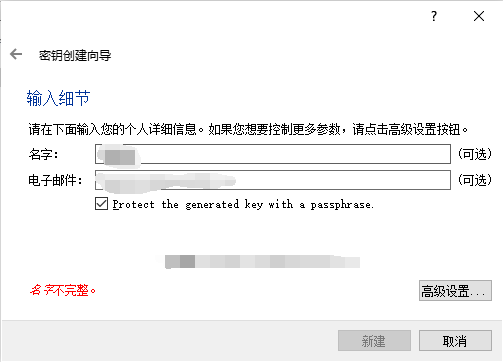 ?
密钥创建向导
输入细节
请在下面输入您的个人详细信息。如果您想要控制更多参数，请点击高级设置按钮。
名字： (可选)
电子邮件： (可选)
Protect the generated key with a passphrase.
名字不完整。
高级设置...
新建 取消